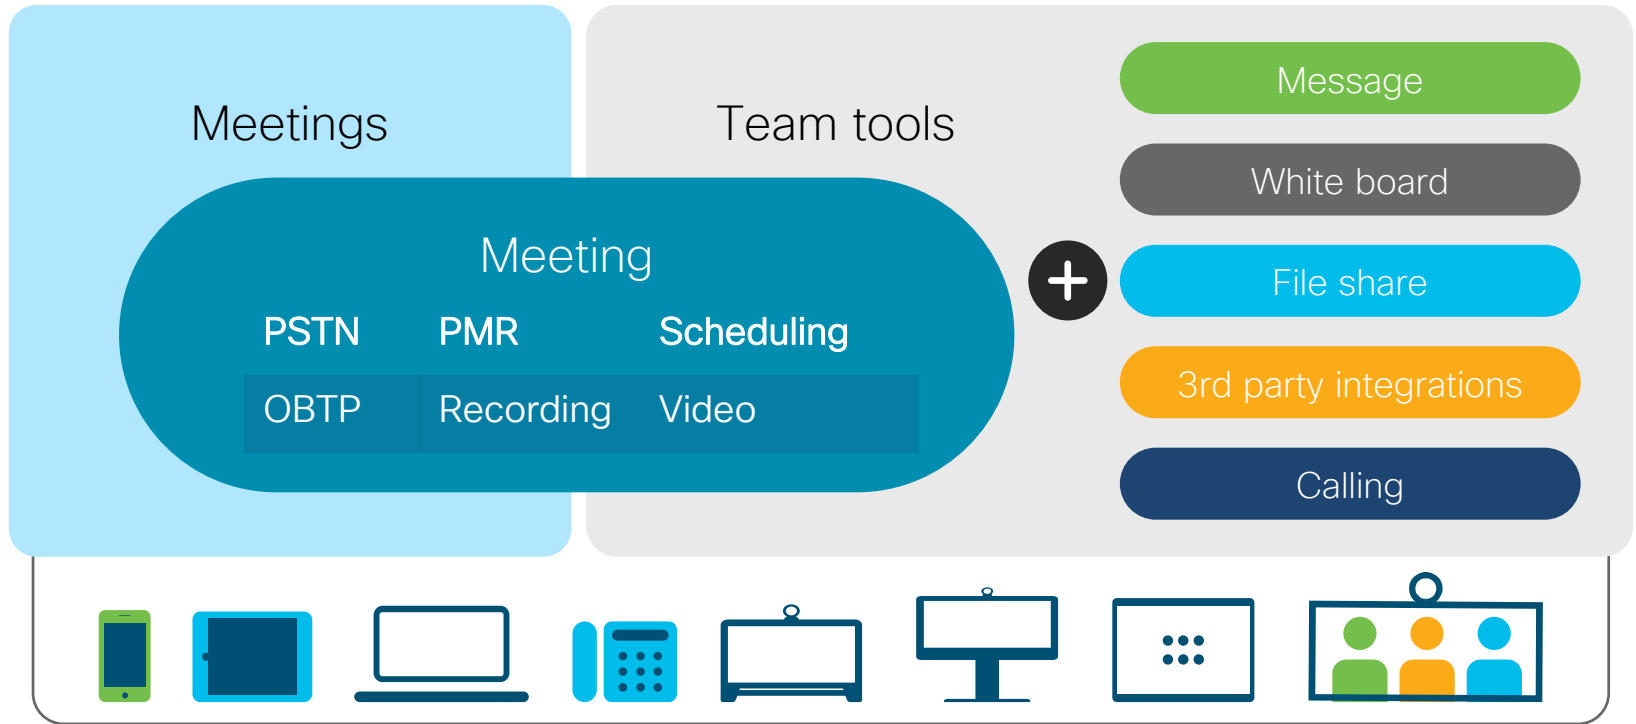 Meetings
Team tools
Meeting
PSTN PMR Scheduling
OBTP Recording Video
Message
White board
File share
3rd party integrations
Calling